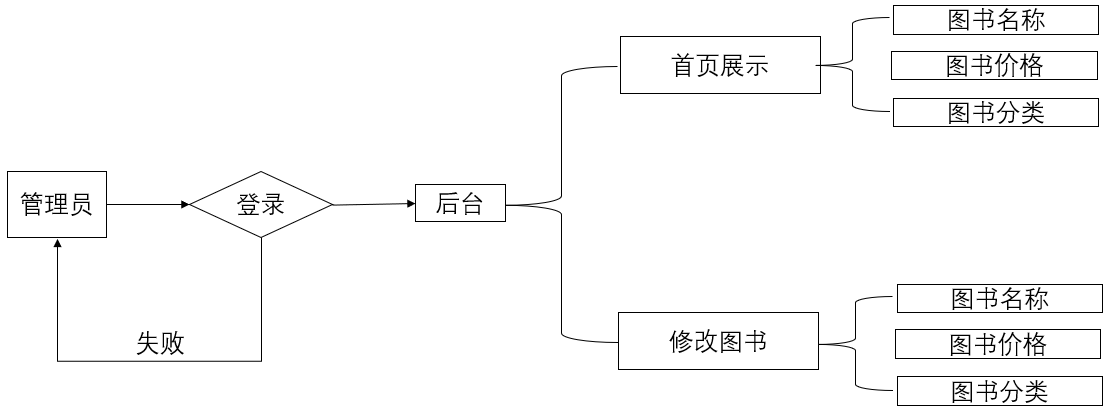 管理员
登录
失败
后台
首页展示
图书名称
图书价格
图书分类
修改图书
图书名称
图书价格
图书分类